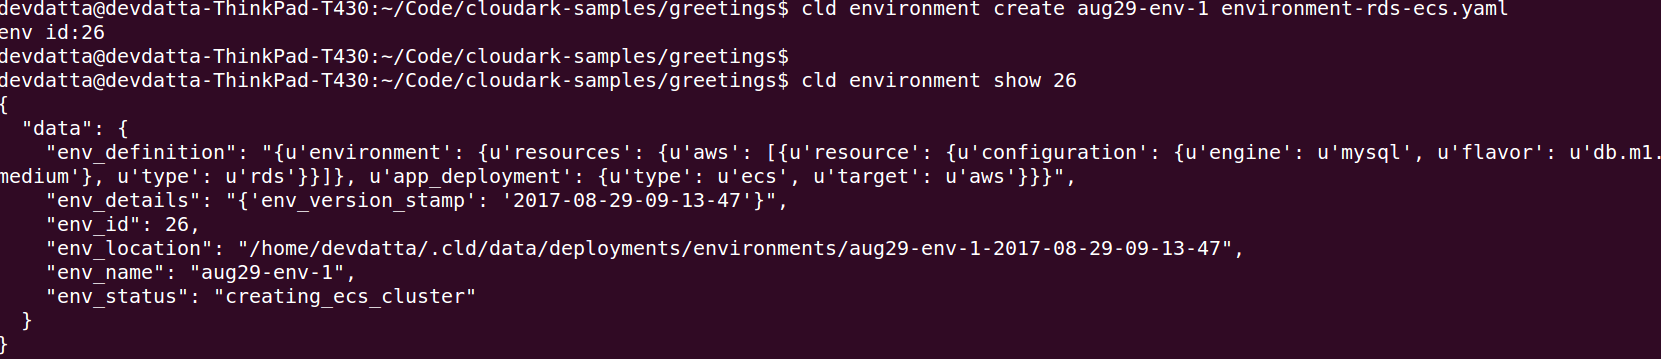 devdatta@devdatta-ThinkPad-T430:~/Code/cloudark-samples/greetings$ cld environment create aug29-env-1 environment-rds-ecs.yaml
env id:26
devdatta@devdatta-ThinkPad-T430:~/Code/cloudark-samples/greetings$
devdatta@devdatta-ThinkPad-T430:~/Code/cloudark-samples/greetings$ cld environment show 26
{
  "data": {
    "env_definition": "{u'environment': {u'resources': {u'aws': [{u'resource': {u'configuration': {u'engine': u'mysql', u'flavor': u'db.m1.
medium'}, u'type': u'rds'}}]}, u'app_deployment': {u'type': u'ecs', u'target': u'aws'}}}",
    "env_details": "{'env_version_stamp': '2017-08-29-09-13-47'}",
    "env_id": 26,
    "env_location": "/home/devdatta/.cld/data/deployments/environments/aug29-env-1-2017-08-29-09-13-47",
    "env_name": "aug29-env-1",
    "env_status": "creating_ecs_cluster"
  }
}